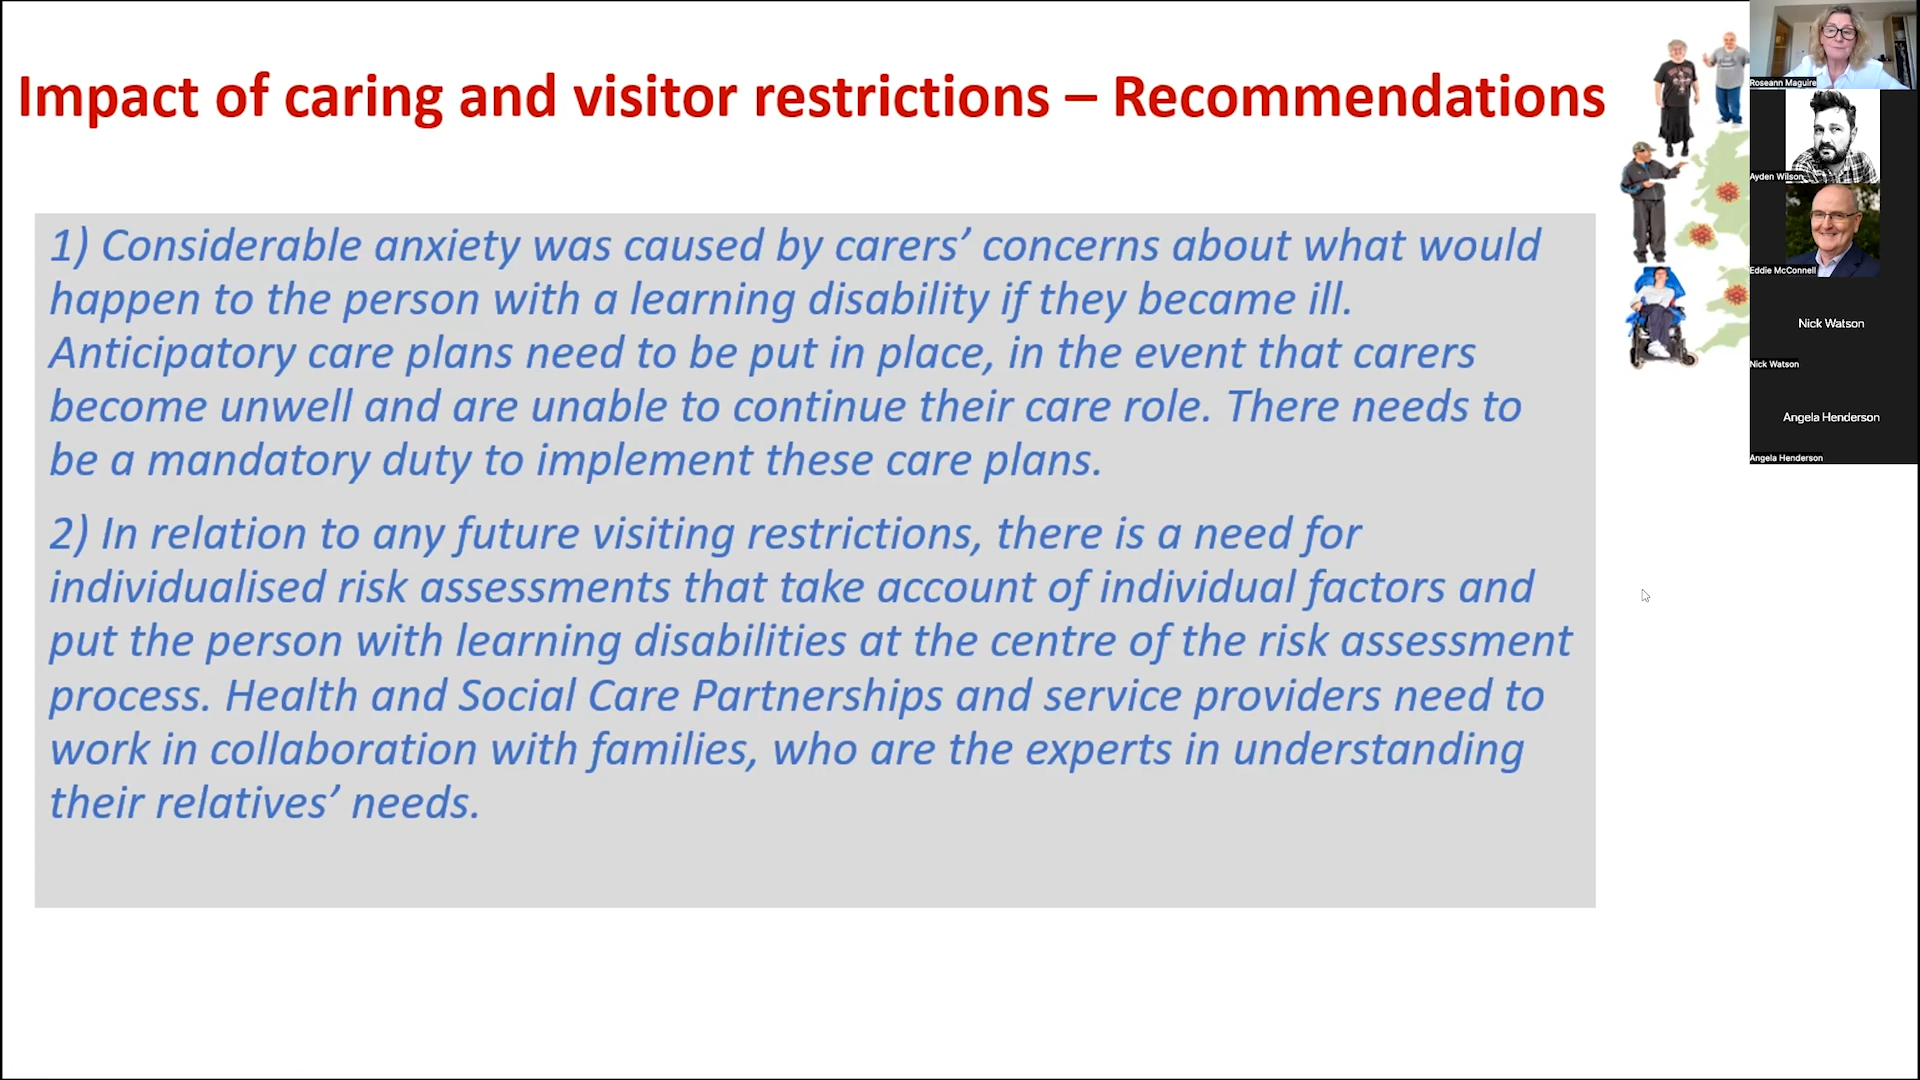 Impact of caring and visitor restrictions – Recommendations
1) Considerable anxiety was caused by carers’ concerns about what would
happen to the person with a learning disability if they became ill.
Anticipatory care plans need to be put in place, in the event that carers
become unwell and are unable to continue their care role. There needs to
be a mandatory duty to implement these care plans.
2) In relation to any future visiting restrictions, there is a need for
individualised risk assessments that take account of individual factors and
put the person with learning disabilities at the centre of the risk assessment
process. Health and Social Care Partnerships and service providers need to
work in collaboration with families, who are the experts in understanding
their relatives’ needs.
Roseann Maguire
Ayden Wilson
Eddie McConnell
Nick Watson
Nick Watson
Angela Henderson
Angela Henderson